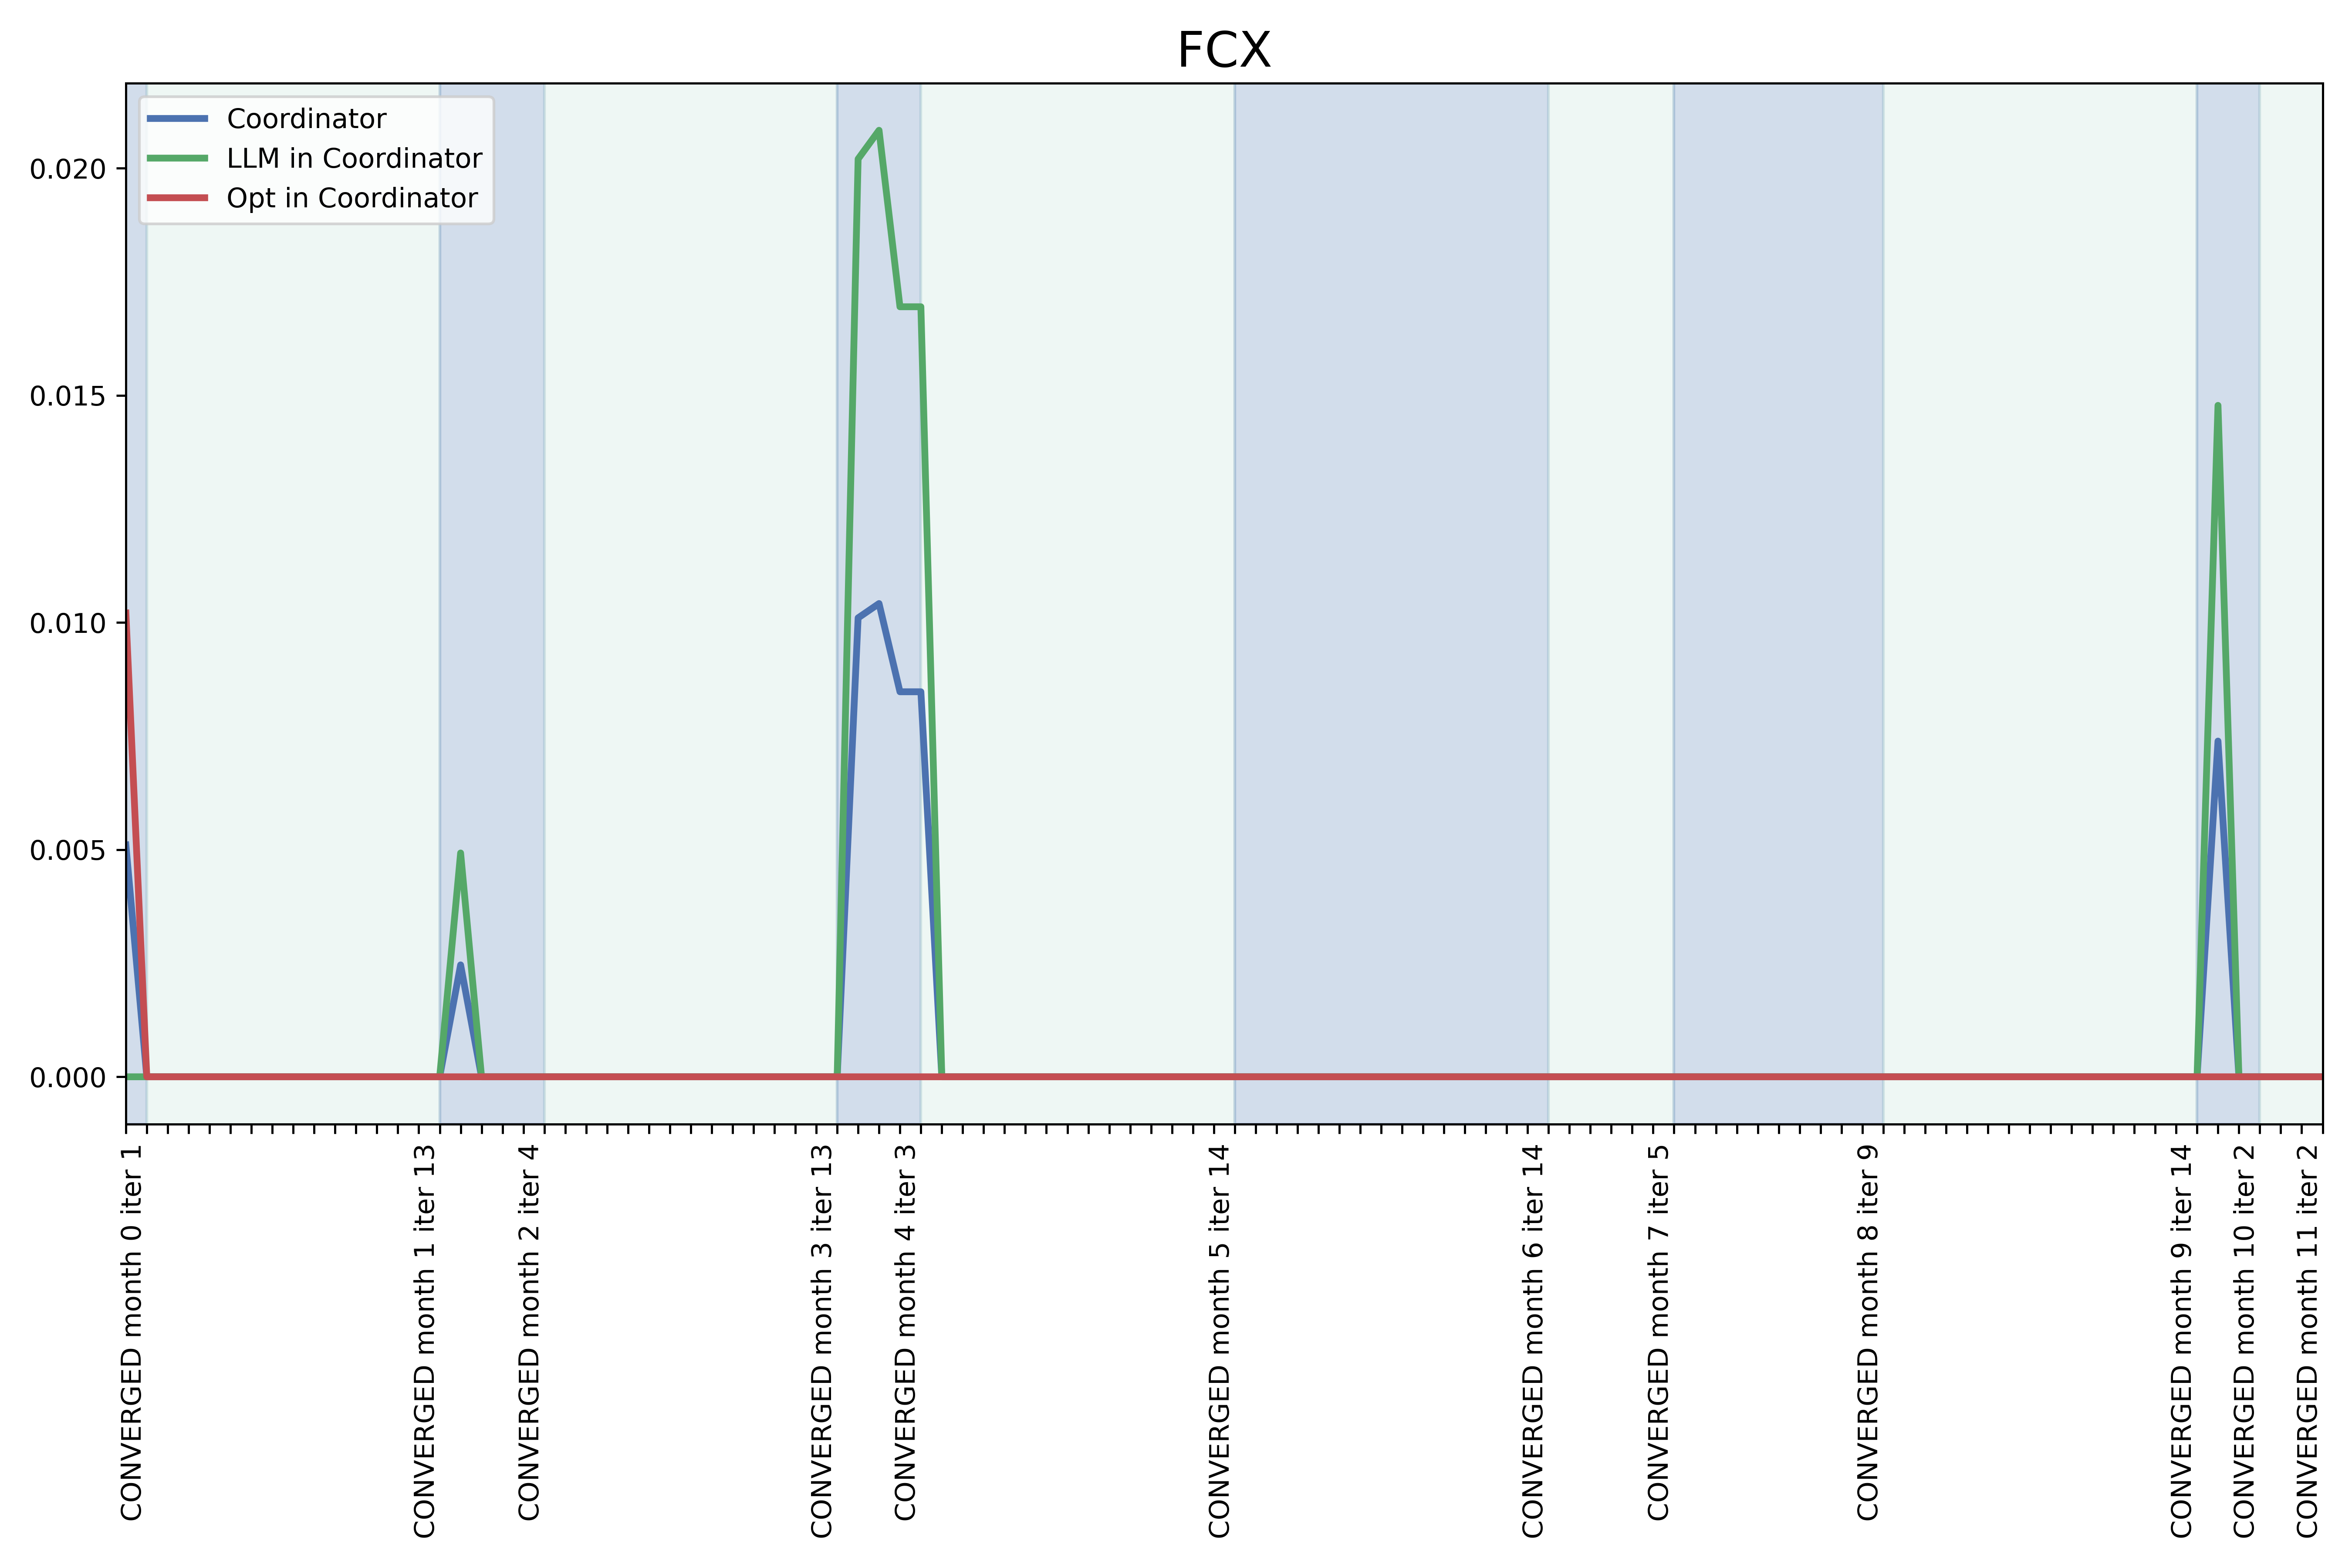 FCX
Coordinator
LLM in Coordinator
Opt in Coordinator
0.020
0.015
0.010
0.005
0.000
CONVERGED month 0 iter 1
CONVERGED month 1 iter 13
CONVERGED month 2 iter 4
CONVERGED month 3 iter 13
CONVERGED month 4 iter 3
CONVERGED month 5 iter 14
CONVERGED month 6 iter 14
CONVERGED month 7 iter 5
CONVERGED month 8 iter 9
CONVERGED month 9 iter 14
CONVERGED month 10 iter 2
CONVERGED month 11 iter 2